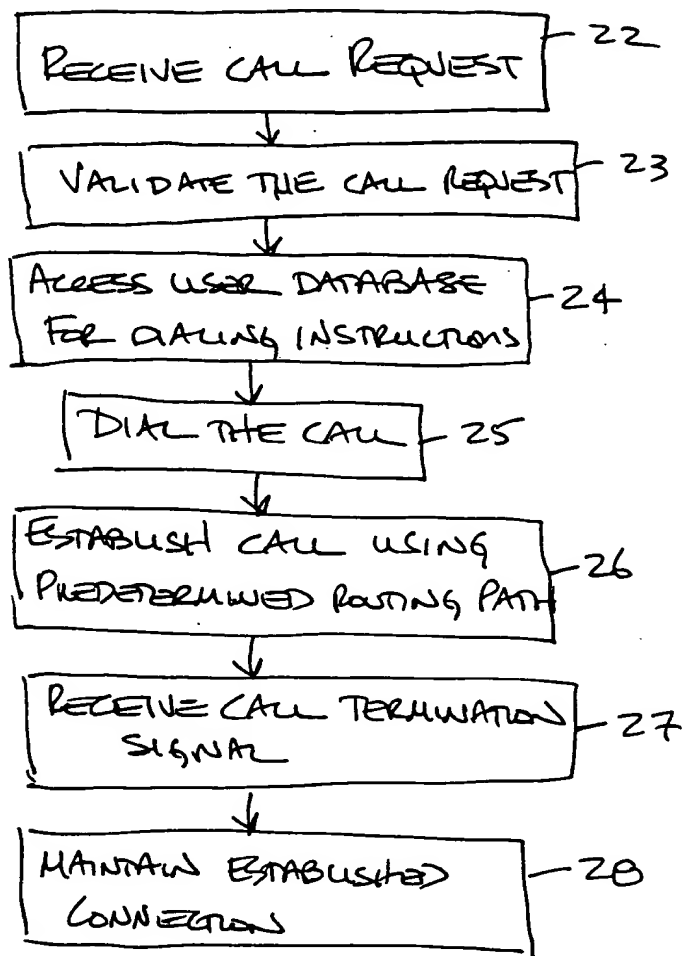 RECEIVE CALL REQUEST 22
VALIDATE THE CALL REQUEST 23
ACCESS USER DATABASE 24
FOR DIALING INSTRUCTIONS
DIAL THE CALL 25
ESTABLISH CALL USING 26
PREDETERMINED ROUTING PATH
RECEIVE CALL TERMINATION 27
SIGNAL
MAINTAIN ESTABLISHED 28
CONNECTION